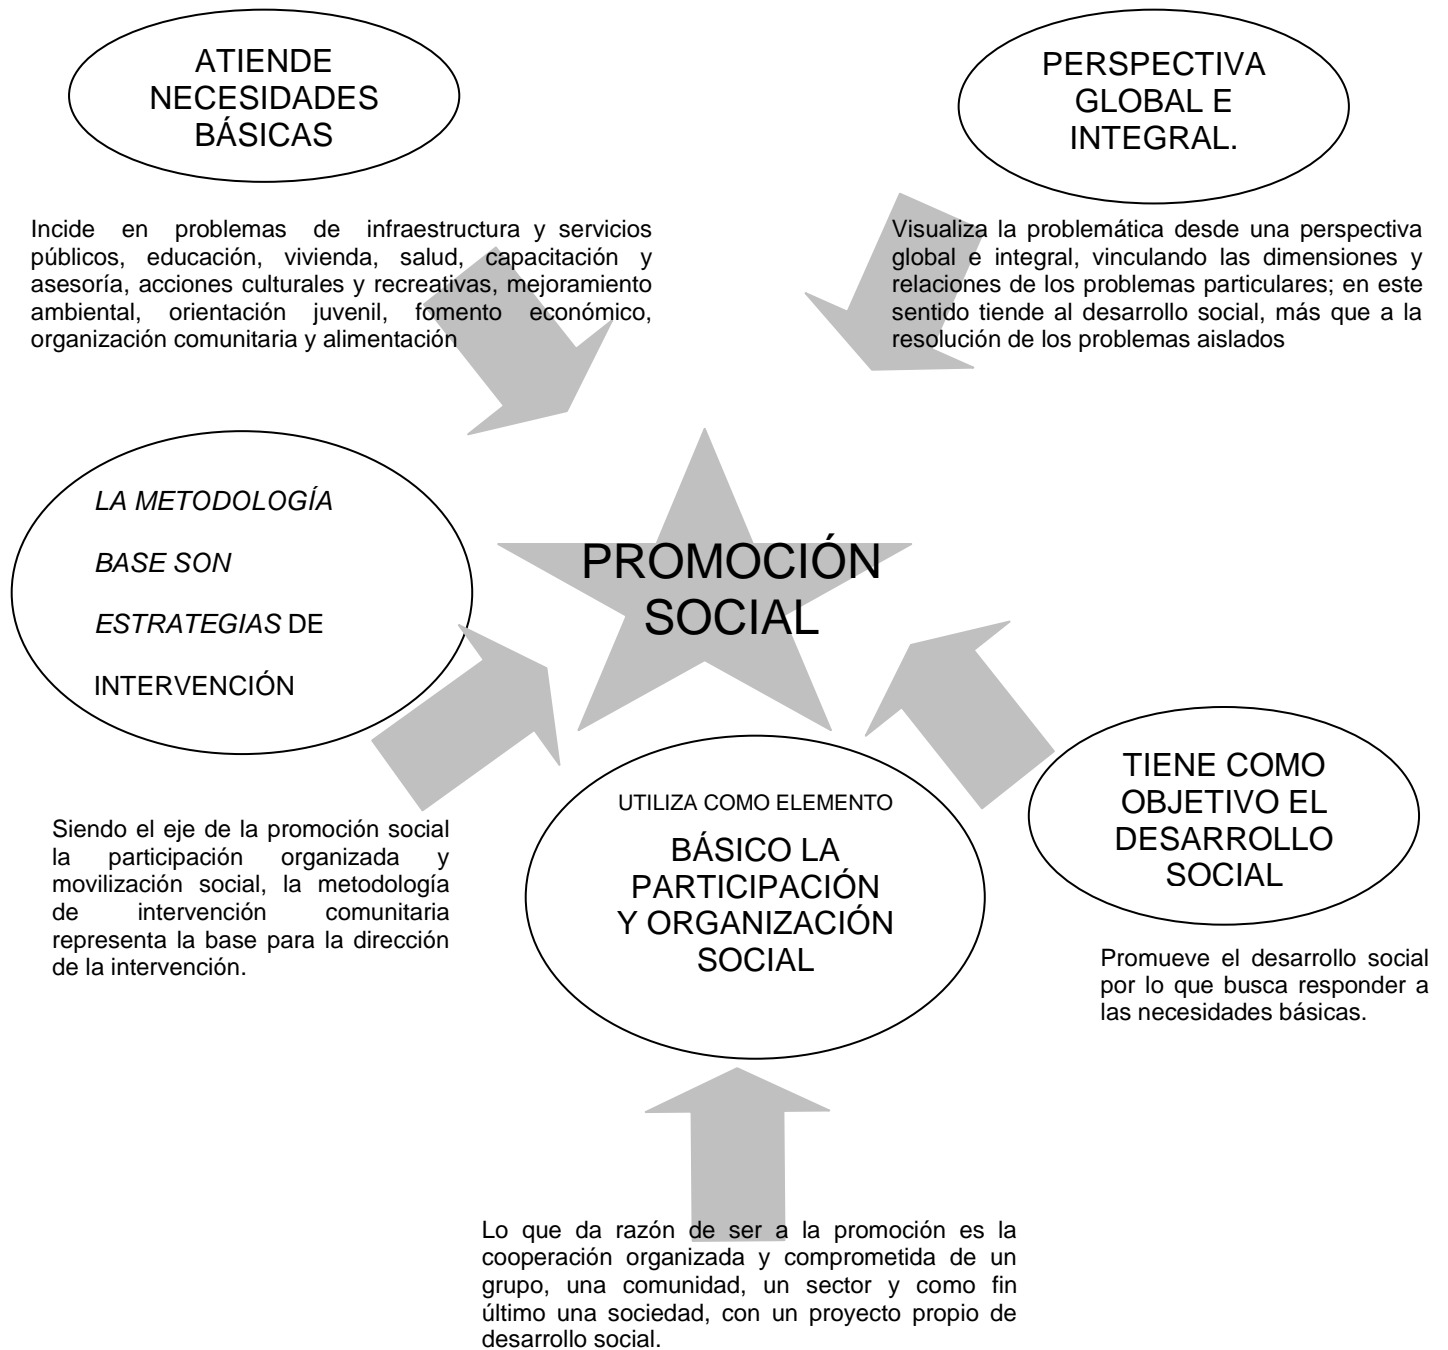 ATIENDE
NECESIDADES
BÁSICAS
PERSPECTIVA
GLOBAL E
INTEGRAL.
Incide en problemas de infraestructura y servicios
públicos, educación, vivienda, salud, capacitación y
asesoría, acciones culturales y recreativas, mejoramiento
ambiental, orientación juvenil, fomento económico,
organización comunitaria y alimentación
Visualiza la problemática desde una perspectiva
global e integral, vinculando las dimensiones y
relaciones de los problemas particulares; en este
sentido tiende al desarrollo social, más que a la
resolución de los problemas aislados
LA METODOLOGÍA
BASE SON
ESTRATEGIAS DE
INTERVENCIÓN
PROMOCIÓN
SOCIAL
Siendo el eje de la promoción social
la participación organizada y
movilización social, la metodología
de intervención comunitaria
representa la base para la dirección
de la intervención.
UTILIZA COMO ELEMENTO
BÁSICO LA
PARTICIPACIÓN
Y ORGANIZACIÓN
SOCIAL
TIENE COMO
OBJETIVO EL
DESARROLLO
SOCIAL
Promueve el desarrollo social
por lo que busca responder a
las necesidades básicas.
Lo que da razón de ser a la promoción es la
cooperación organizada y comprometida de un
grupo, una comunidad, un sector y como fin
último una sociedad, con un proyecto propio de
desarrollo social.